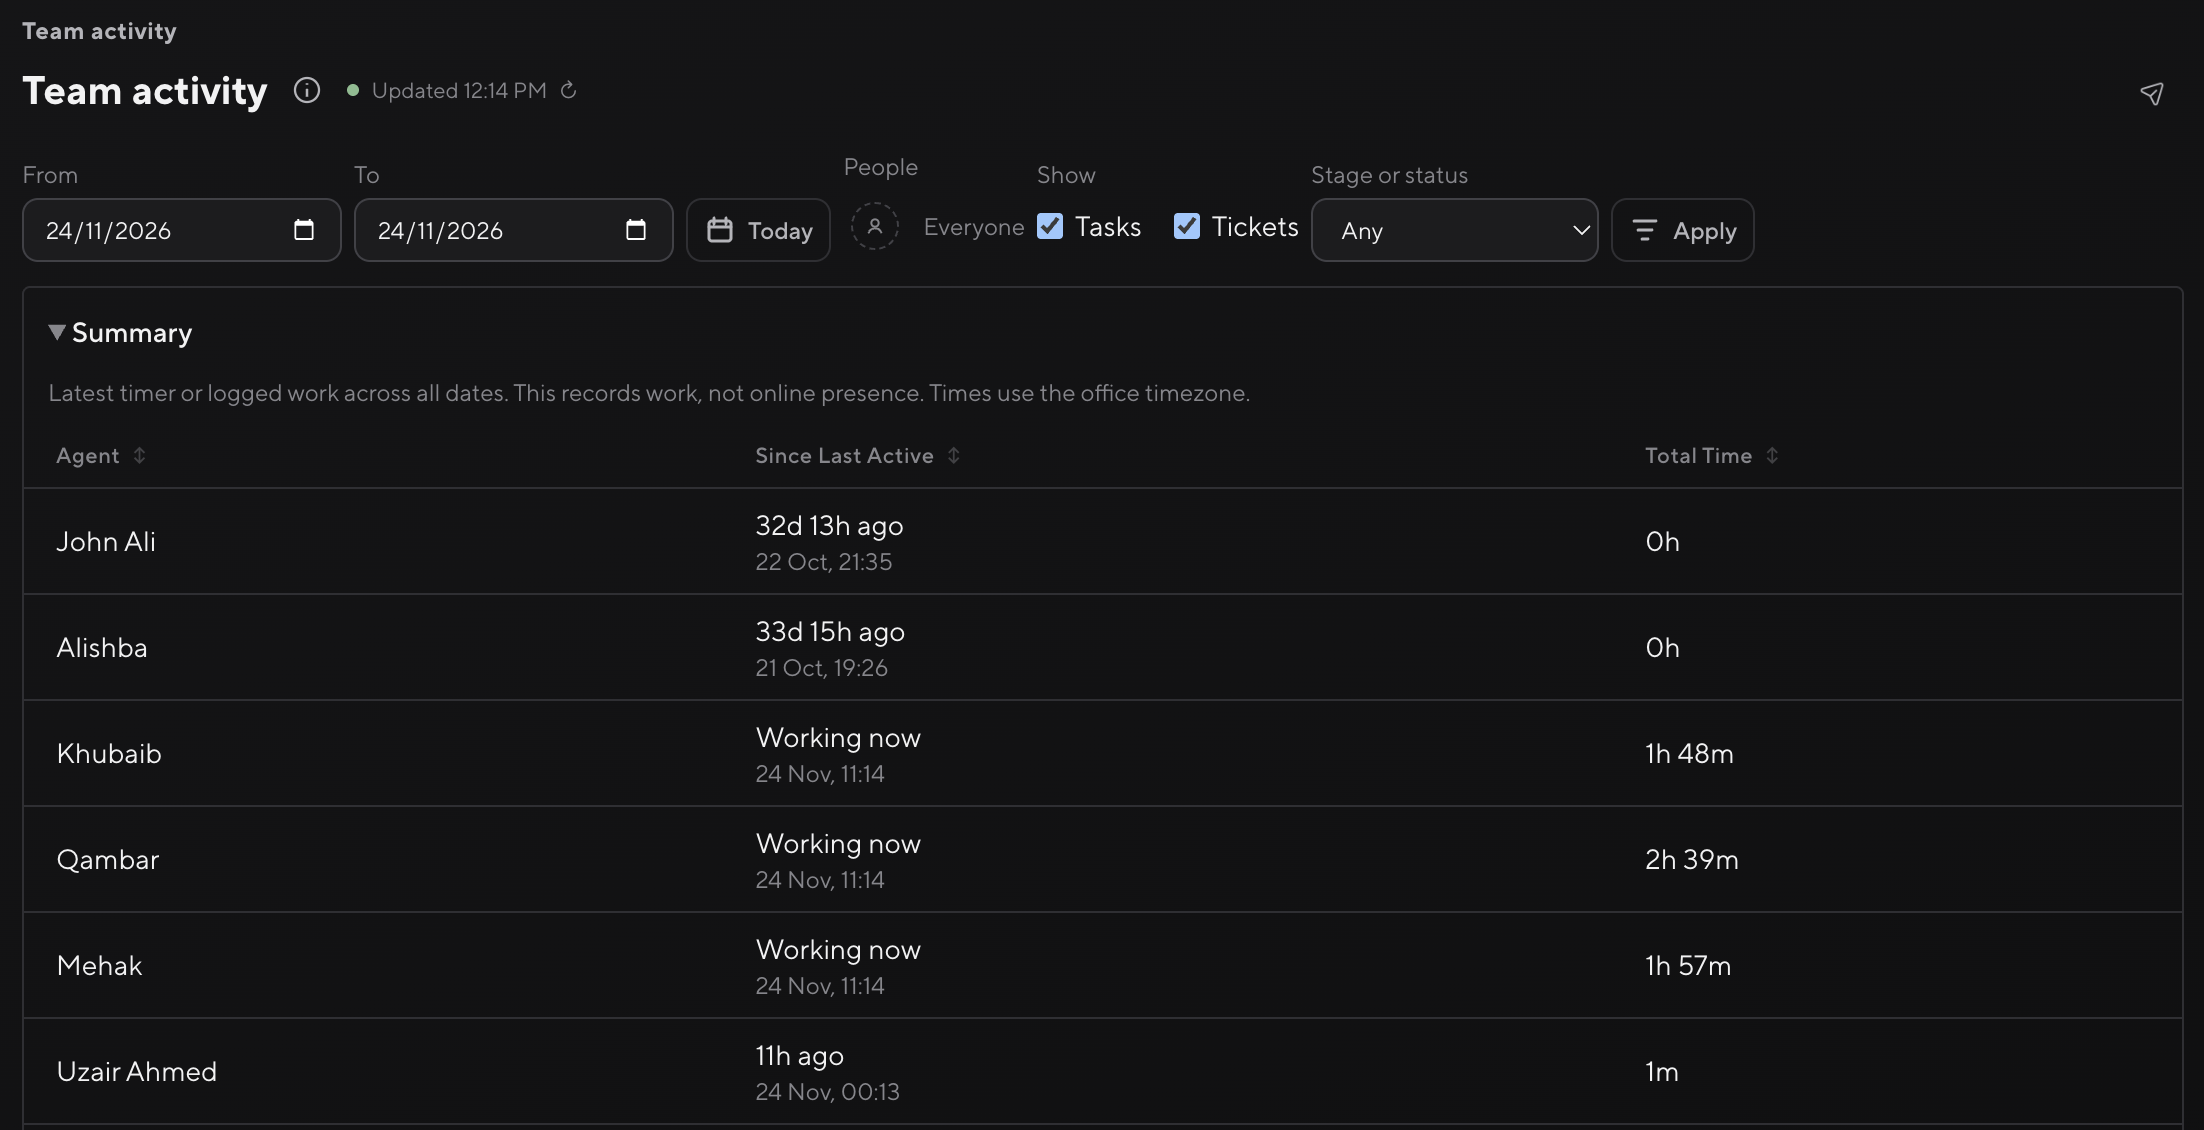 Team activity
Team activity Updated 12:14 PM
From To People Show Stage or status
24/11/2026 24/11/2026 Today Everyone Tasks Tickets Any Apply
Summary
Latest timer or logged work across all dates. This records work, not online presence. Times use the office timezone.
Agent Since Last Active Total Time
John Ali 32d 13h ago 0h
22 Oct, 21:35
Alishba 33d 15h ago 0h
21 Oct, 19:26
Khubaib Working now 1h 48m
24 Nov, 11:14
Qambar Working now 2h 39m
24 Nov, 11:14
Mehak Working now 1h 57m
24 Nov, 11:14
Uzair Ahmed 11h ago 1m
24 Nov, 00:13